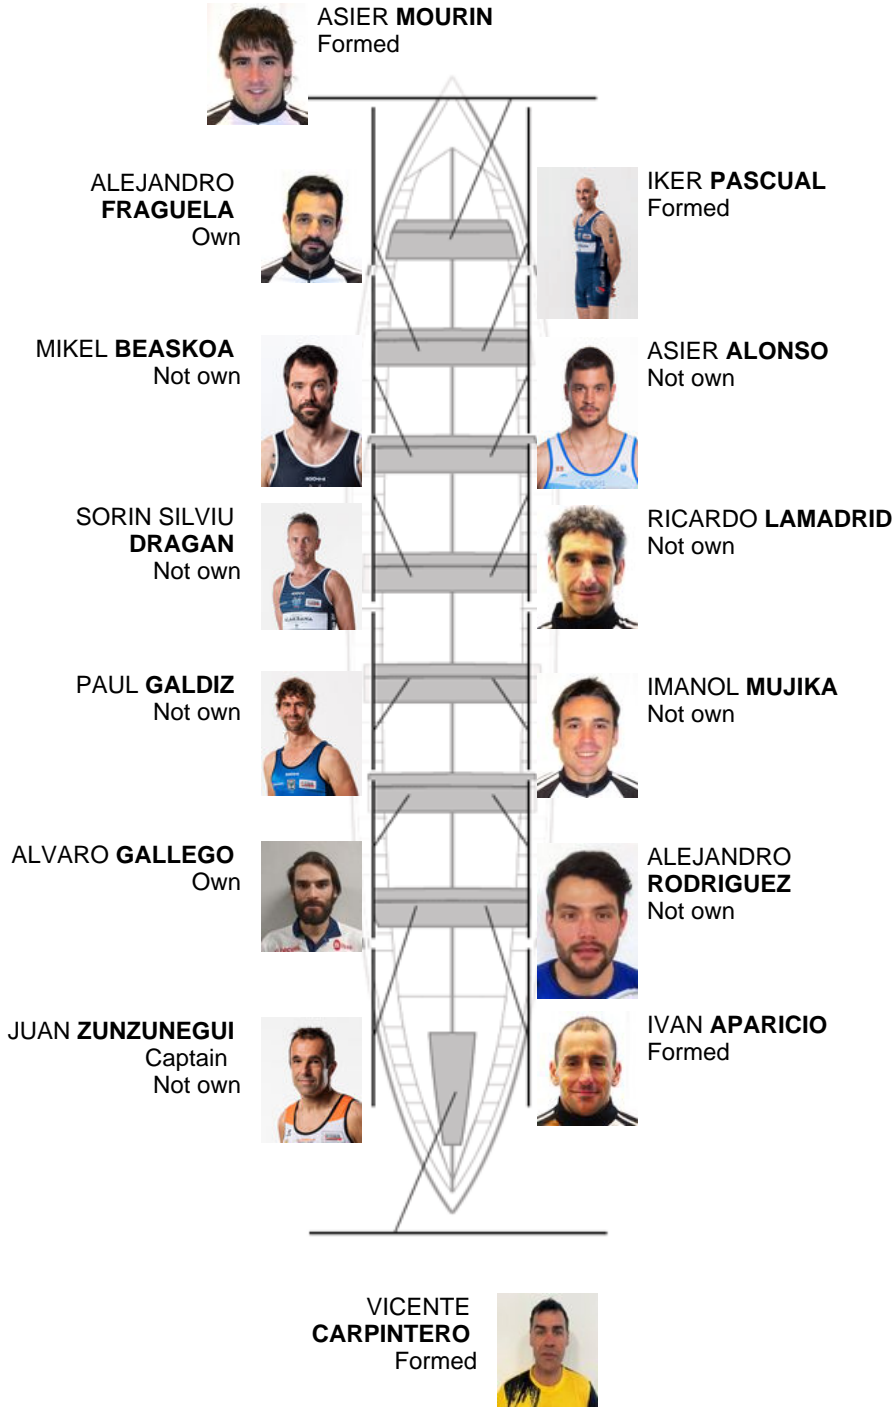 ASIER MOURIN
Formed
ALEJANDRO
FRAGUELA
Own
IKER PASCUAL
Formed
MIKEL BEASKOA
Not own
ASIER ALONSO
Not own
SORIN SILVIU
DRAGAN
Not own
RICARDO LAMADRID
Not own
PAUL GALDIZ
Not own
IMANOL MUJIKA
Not own
ALVARO GALLEGO
Own
ALEJANDRO
RODRIGUEZ
Not own
JUAN ZUNZUNEGUI
Captain
Not own
IVAN APARICIO
Formed
VICENTE
CARPINTERO
Formed